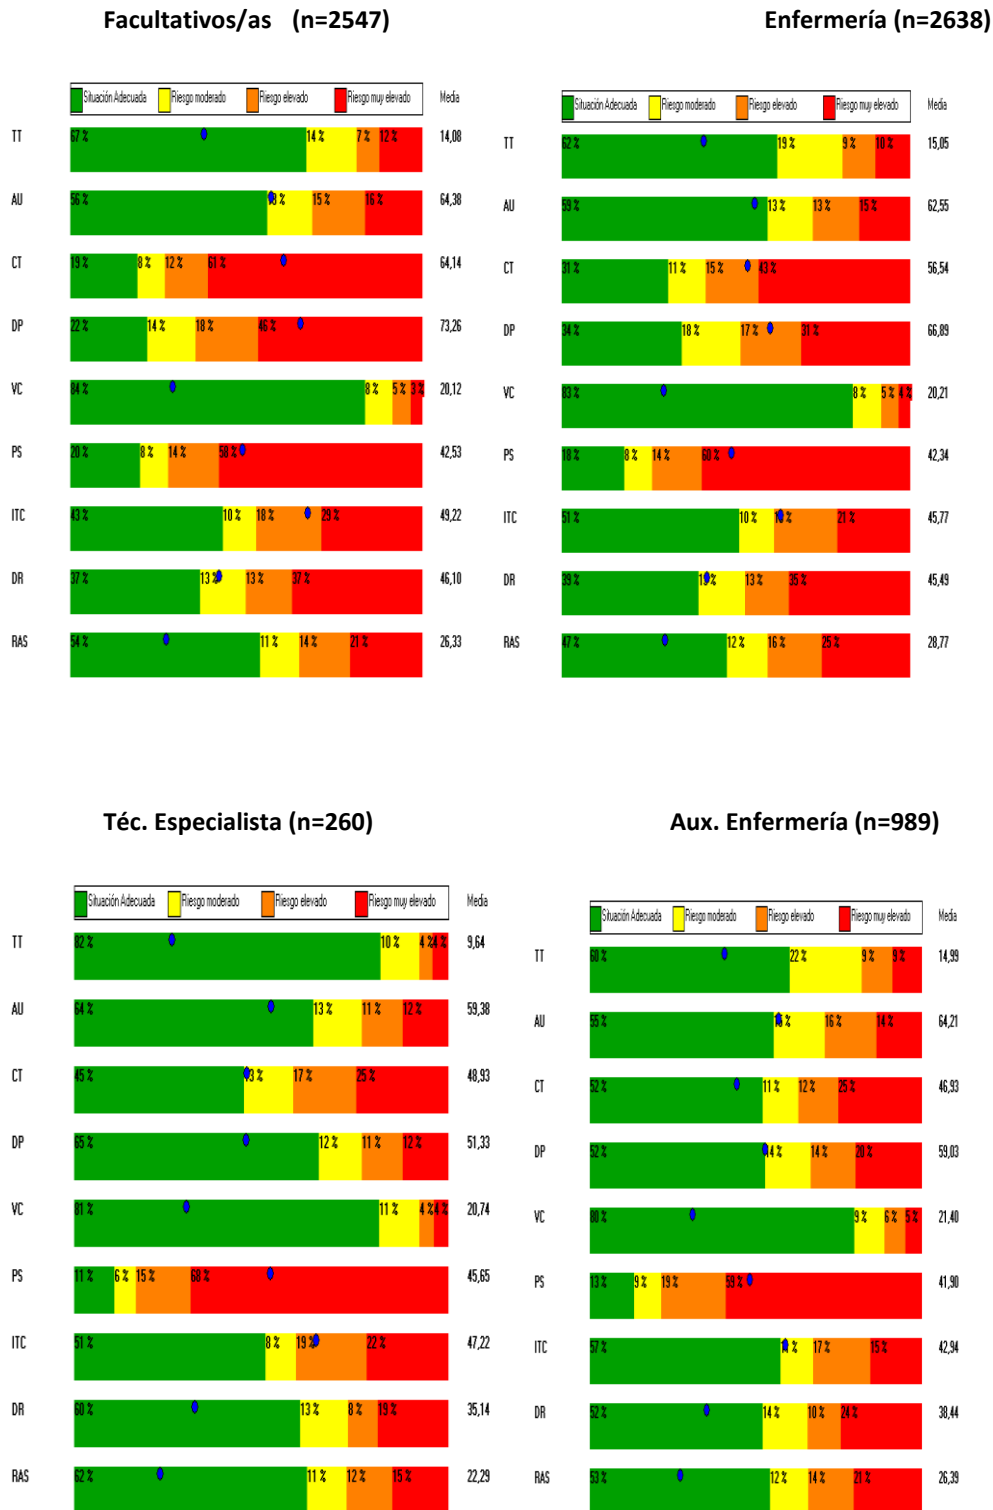 Facultativos/as (n=2547)
Enfermería (n=2638)
Situación Adecuada Riesgo moderado Riesgo elevado Riesgo muy elevado Media
TT 67 % 14 % 7 % 12 % 14,08
AU 56 % 13 % 15 % 16 % 64,38
CT 19 % 8 % 12 % 61 % 64,14
DP 22 % 14 % 18 % 46 % 73,26
VC 84 % 8 % 5 % 3 % 20,12
PS 20 % 8 % 14 % 58 % 42,53
ITC 43 % 10 % 18 % 29 % 49,22
DR 37 % 13 % 13 % 37 % 46,10
RAS 54 % 11 % 14 % 21 % 26,33
Situación Adecuada Riesgo moderado Riesgo elevado Riesgo muy elevado Media
TT 62 % 19 % 9 % 10 % 15,05
AU 59 % 13 % 13 % 15 % 62,55
CT 31 % 11 % 15 % 43 % 56,54
DP 34 % 18 % 17 % 31 % 66,89
VC 83 % 8 % 5 % 4 % 20,21
PS 18 % 8 % 14 % 60 % 42,34
ITC 51 % 10 % % 21 % 45,77
DR 39 % % 13 % 35 % 45,49
RAS 47 % 12 % 16 % 25 % 28,77
Téc. Especialista (n=260)
Aux. Enfermería (n=989)
Situación Adecuada Riesgo moderado Riesgo elevado Riesgo muy elevado Media
TT 82 % 10 % 4 % 4 % 9,64
AU 64 % 13 % 11 % 12 % 59,38
CT 45 % 13 % 17 % 25 % 48,93
DP 65 % 12 % 11 % 12 % 51,33
VC 81 % 11 % 4 % 4 % 20,74
PS 11 % 6 % 15 % 68 % 45,65
ITC 51 % 8 % 19 % 22 % 47,22
DR 60 % 13 % 8 % 19 % 35,14
RAS 62 % 11 % 12 % 15 % 22,29
Situación Adecuada Riesgo moderado Riesgo elevado Riesgo muy elevado Media
TT 60 % 22 % 9 % 9 % 14,99
AU 55 % % 16 % 14 % 64,21
CT 52 % 11 % 12 % 25 % 46,93
DP 52 % 14 % 14 % 20 % 59,03
VC 80 % 9 % 6 % 5 % 21,40
PS 13 % 9 % 19 % 59 % 41,90
ITC 57 % % 17 % 15 % 42,94
DR 52 % 14 % 10 % 24 % 38,44
RAS 53 % 12 % 14 % 21 % 26,39